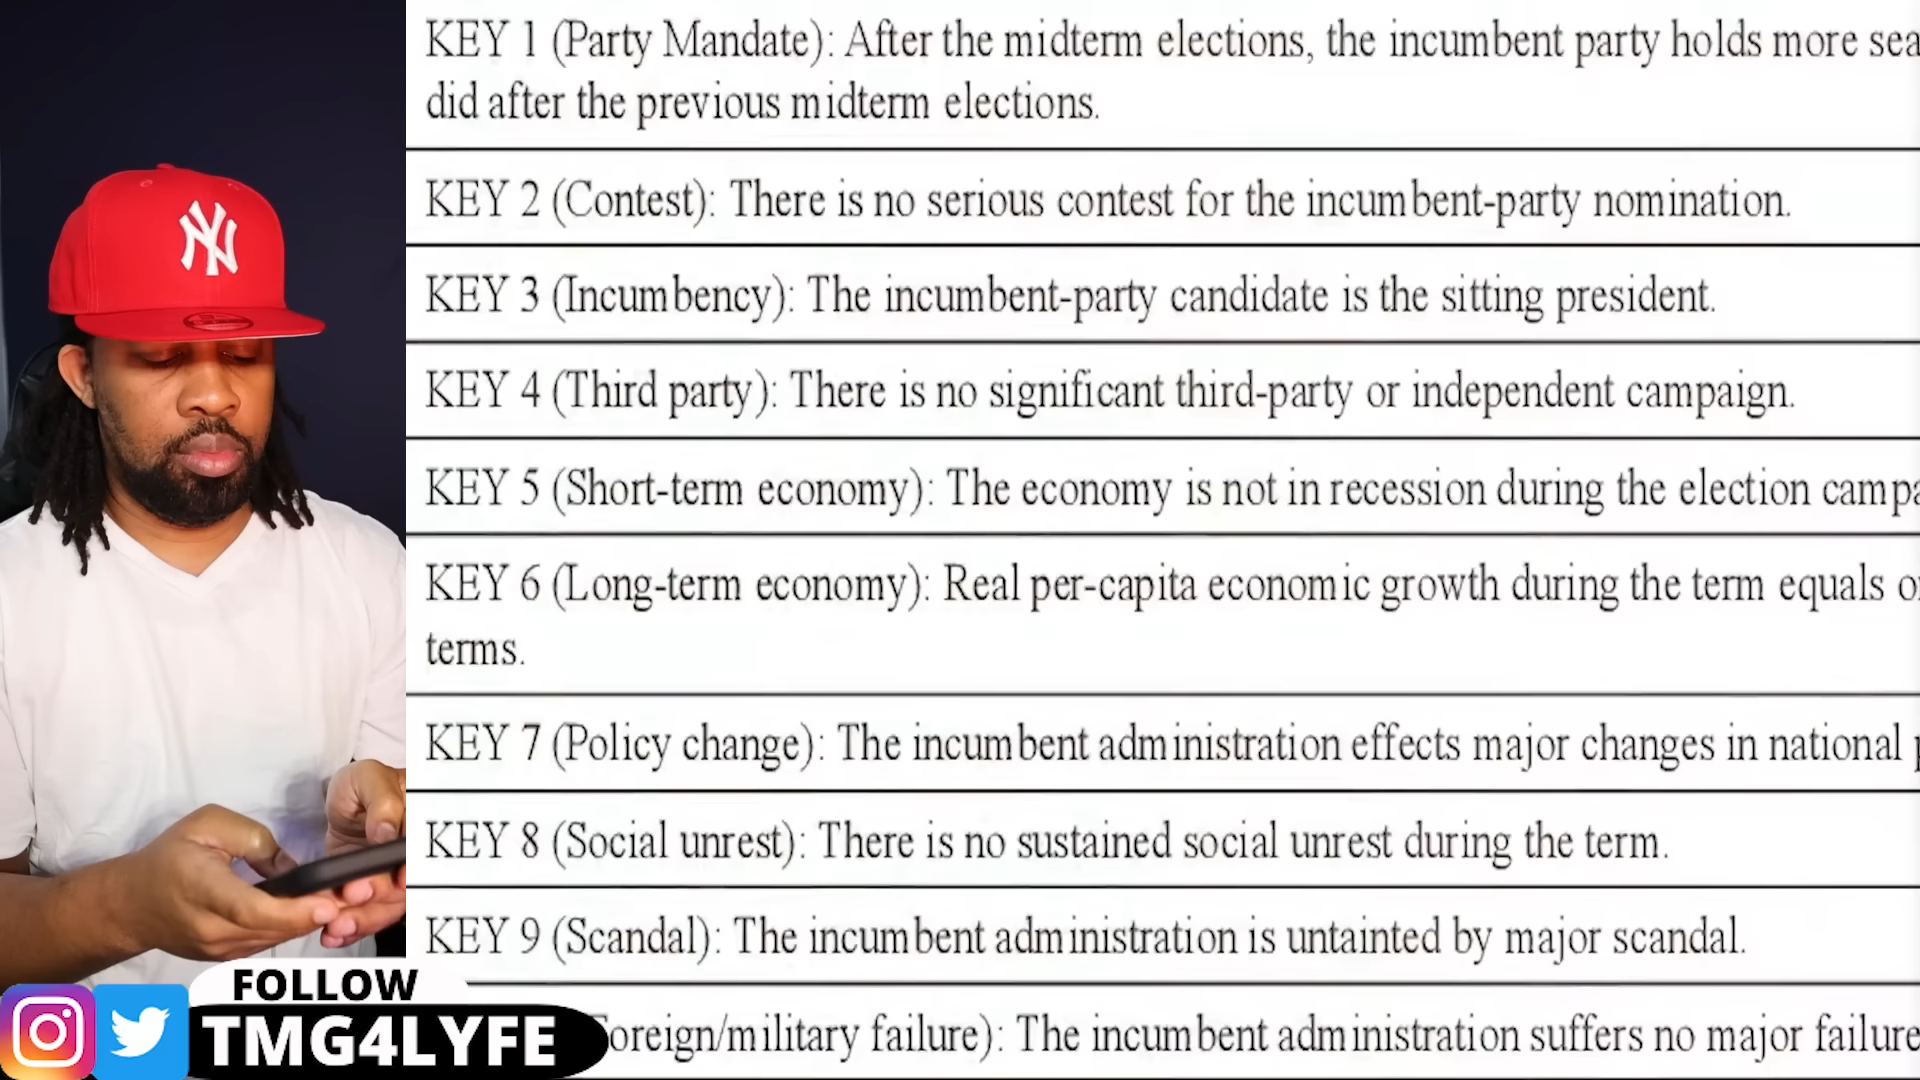 KEY 1 (Party Mandate): After the midterm elections, the incumbent party holds more
did after the previous midterm elections.
KEY 2 (Contest): There is no serious contest for the incumbent-party nomination.
KEY 3 (Incumbency): The incumbent-party candidate is the sitting president.
KEY 4 (Third party): There is no significant third-party or independent campaign.
KEY 5 (Short-term economy): The economy is not in recession during the election
KEY 6 (Long-term economy): Real per-capita economic growth during the term equals
terms.
KEY 7 (Policy change): The incumbent administration effects major changes in national
KEY 8 (Social unrest): There is no sustained social unrest during the term.
KEY 9 (Scandal): The incumbent administration is untainted by major scandal.
oreign/military failure): The incumbent administration suffers no major failure
NY
FOLLOW
TMG4LYFE